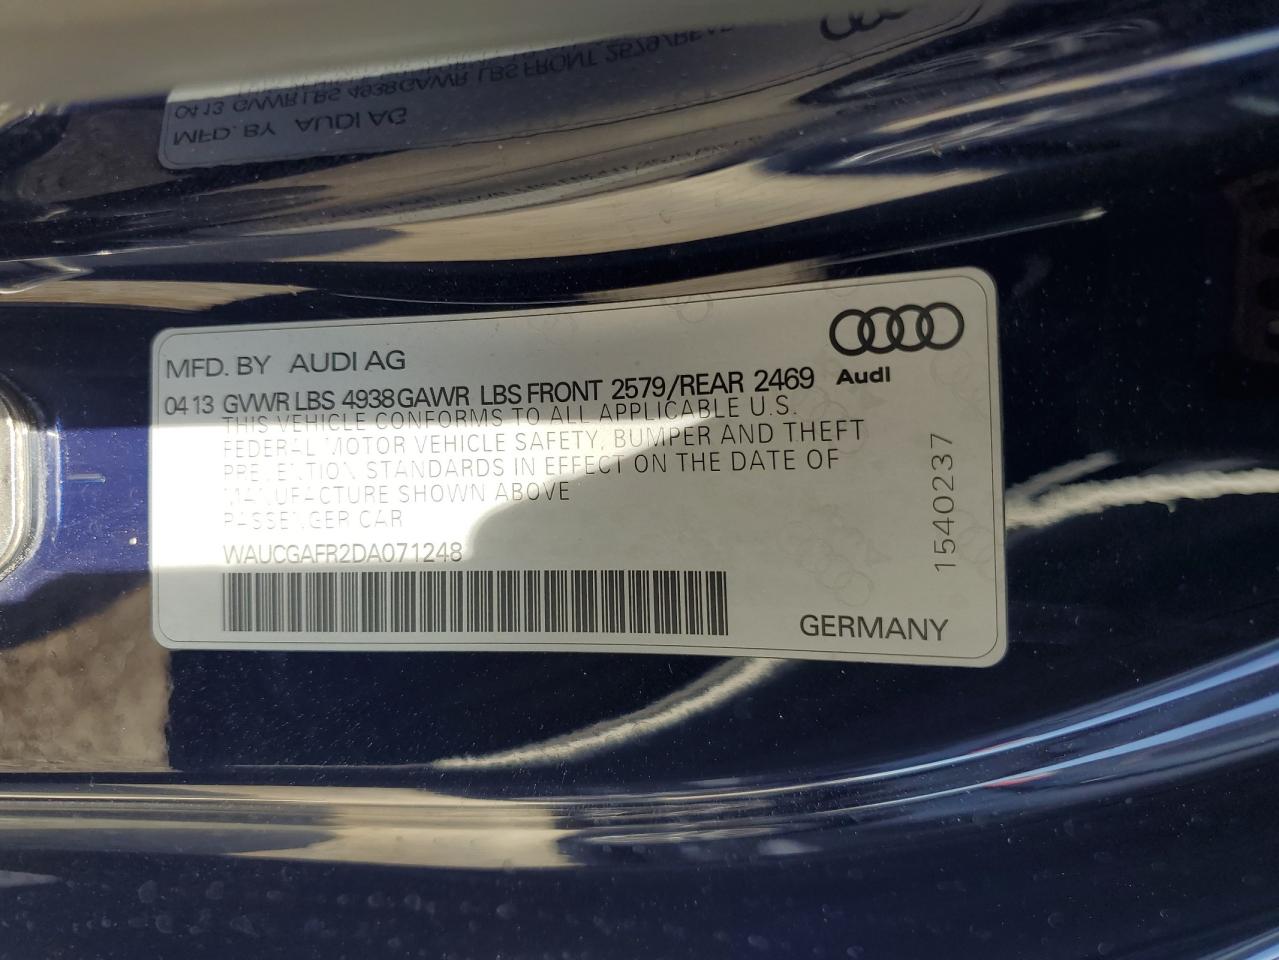 MFD. BY AUDI AG
Audi
0413 GVWR LBS 4938 GAWR LBS FRONT 2579/REAR 2469
THIS VEHICLE CONFORMS TO ALL APPLICABLE U.S.
FEDERAL MOTOR VEHICLE SAFETY, BUMPER AND THEFT
PREVENTION STANDARDS IN EFFECT ON THE DATE OF
MANUFACTURE SHOWN ABOVE
PASSENGER CAR
WAUCGAFR2DA071248
GERMANY
1540237